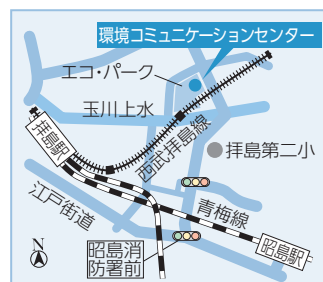 環境コミュニケーションセンター
エコ・パーク
玉川上水
西武拝島線
拝島駅
拝島第二小
江戸街道
青梅線
昭島消
防署前
昭島駅
N